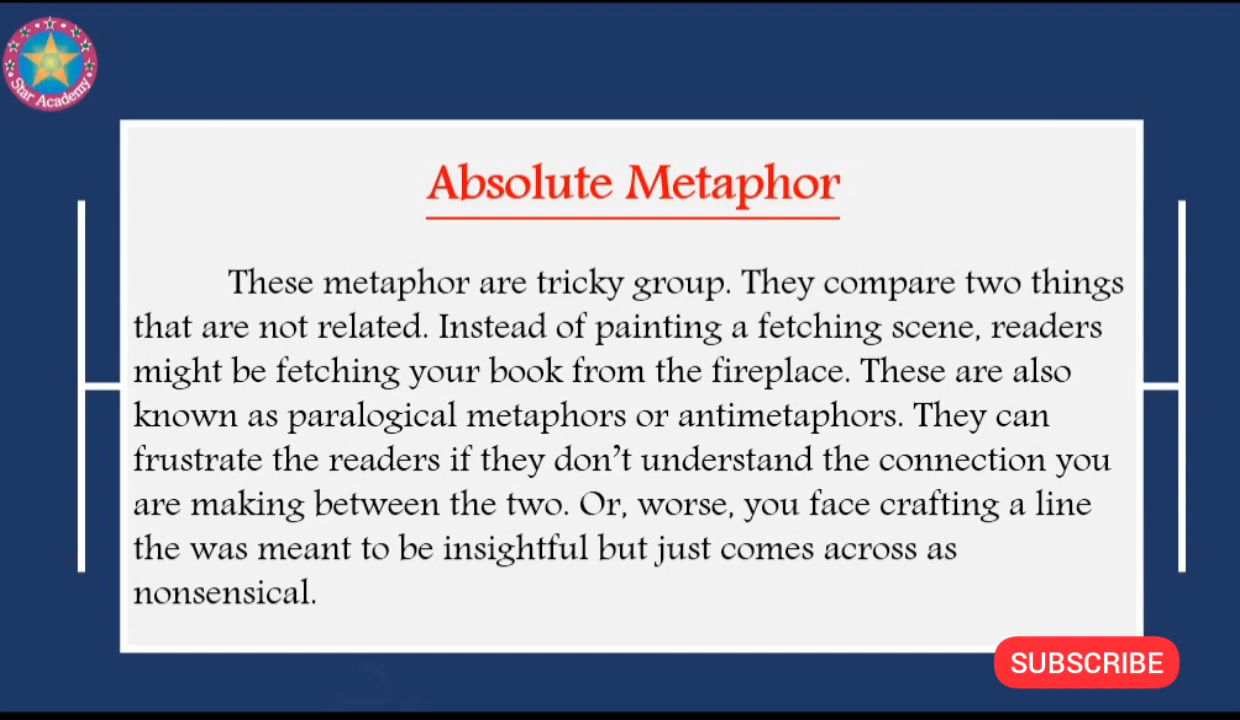 Star Academy
Absolute Metaphor
These metaphor are tricky group. They compare two things
that are not related. Instead of painting a fetching scene, readers
might be fetching your book from the fireplace. These are also
known as paralogical metaphors or antimetaphors. They can
frustrate the readers if they don’t understand the connection you
are making between the two. Or, worse, you face crafting a line
the was meant to be insightful but just comes across as
nonsensical.
SUBSCRIBE